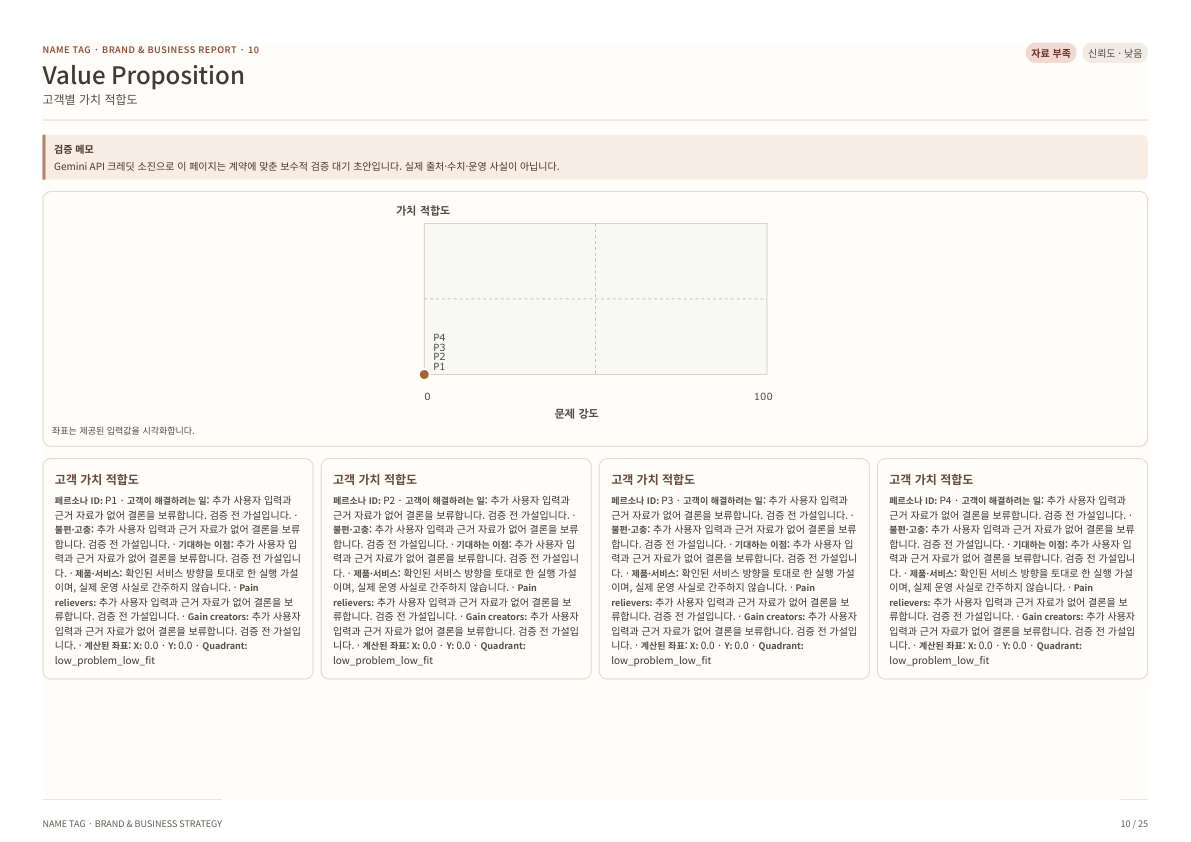 NAME TAG · BRAND & BUSINESS REPORT · 10
자료 부족
신뢰도 · 낮음
Value Proposition
고객별 가치 적합도
검증 메모
Gemini API 크레딧 소진으로 이 페이지는 계약에 맞춘 보수적 검증 대기 초안입니다. 실제 출처·수치·운영 사실이 아닙니다.
가치 적합도
P4
P3
P2
P1
0
100
문제 강도
좌표는 제공된 입력값을 시각화합니다.
고객 가치 적합도
페르소나 ID: P1 · 고객이 해결하려는 일: 추가 사용자 입력과
근거 자료가 없어 결론을 보류합니다. 검증 전 가설입니다. ·
불편·고충: 추가 사용자 입력과 근거 자료가 없어 결론을 보류
합니다. 검증 전 가설입니다. · 기대하는 이점: 추가 사용자 입
력과 근거 자료가 없어 결론을 보류합니다. 검증 전 가설입니
다. · 제품·서비스: 확인된 서비스 방향을 토대로 한 실행 가설
이며, 실제 운영 사실로 간주하지 않습니다. · Pain
relievers: 추가 사용자 입력과 근거 자료가 없어 결론을 보
류합니다. 검증 전 가설입니다. · Gain creators: 추가 사용자
입력과 근거 자료가 없어 결론을 보류합니다. 검증 전 가설입
니다. · 계산된 좌표: X: 0.0 · Y: 0.0 · Quadrant:
low_problem_low_fit
고객 가치 적합도
페르소나 ID: P2 · 고객이 해결하려는 일: 추가 사용자 입력과
근거 자료가 없어 결론을 보류합니다. 검증 전 가설입니다. ·
불편·고충: 추가 사용자 입력과 근거 자료가 없어 결론을 보류
합니다. 검증 전 가설입니다. · 기대하는 이점: 추가 사용자 입
력과 근거 자료가 없어 결론을 보류합니다. 검증 전 가설입니
다. · 제품·서비스: 확인된 서비스 방향을 토대로 한 실행 가설
이며, 실제 운영 사실로 간주하지 않습니다. · Pain
relievers: 추가 사용자 입력과 근거 자료가 없어 결론을 보
류합니다. 검증 전 가설입니다. · Gain creators: 추가 사용자
입력과 근거 자료가 없어 결론을 보류합니다. 검증 전 가설입
니다. · 계산된 좌표: X: 0.0 · Y: 0.0 · Quadrant:
low_problem_low_fit
고객 가치 적합도
페르소나 ID: P3 · 고객이 해결하려는 일: 추가 사용자 입력과
근거 자료가 없어 결론을 보류합니다. 검증 전 가설입니다. ·
불편·고충: 추가 사용자 입력과 근거 자료가 없어 결론을 보류
합니다. 검증 전 가설입니다. · 기대하는 이점: 추가 사용자 입
력과 근거 자료가 없어 결론을 보류합니다. 검증 전 가설입니
다. · 제품·서비스: 확인된 서비스 방향을 토대로 한 실행 가설
이며, 실제 운영 사실로 간주하지 않습니다. · Pain
relievers: 추가 사용자 입력과 근거 자료가 없어 결론을 보
류합니다. 검증 전 가설입니다. · Gain creators: 추가 사용자
입력과 근거 자료가 없어 결론을 보류합니다. 검증 전 가설입
니다. · 계산된 좌표: X: 0.0 · Y: 0.0 · Quadrant:
low_problem_low_fit
고객 가치 적합도
페르소나 ID: P4 · 고객이 해결하려는 일: 추가 사용자 입력과
근거 자료가 없어 결론을 보류합니다. 검증 전 가설입니다. ·
불편·고충: 추가 사용자 입력과 근거 자료가 없어 결론을 보류
합니다. 검증 전 가설입니다. · 기대하는 이점: 추가 사용자 입
력과 근거 자료가 없어 결론을 보류합니다. 검증 전 가설입니
다. · 제품·서비스: 확인된 서비스 방향을 토대로 한 실행 가설
이며, 실제 운영 사실로 간주하지 않습니다. · Pain
relievers: 추가 사용자 입력과 근거 자료가 없어 결론을 보
류합니다. 검증 전 가설입니다. · Gain creators: 추가 사용자
입력과 근거 자료가 없어 결론을 보류합니다. 검증 전 가설입
니다. · 계산된 좌표: X: 0.0 · Y: 0.0 · Quadrant:
low_problem_low_fit
NAME TAG · BRAND & BUSINESS STRATEGY
10 / 25